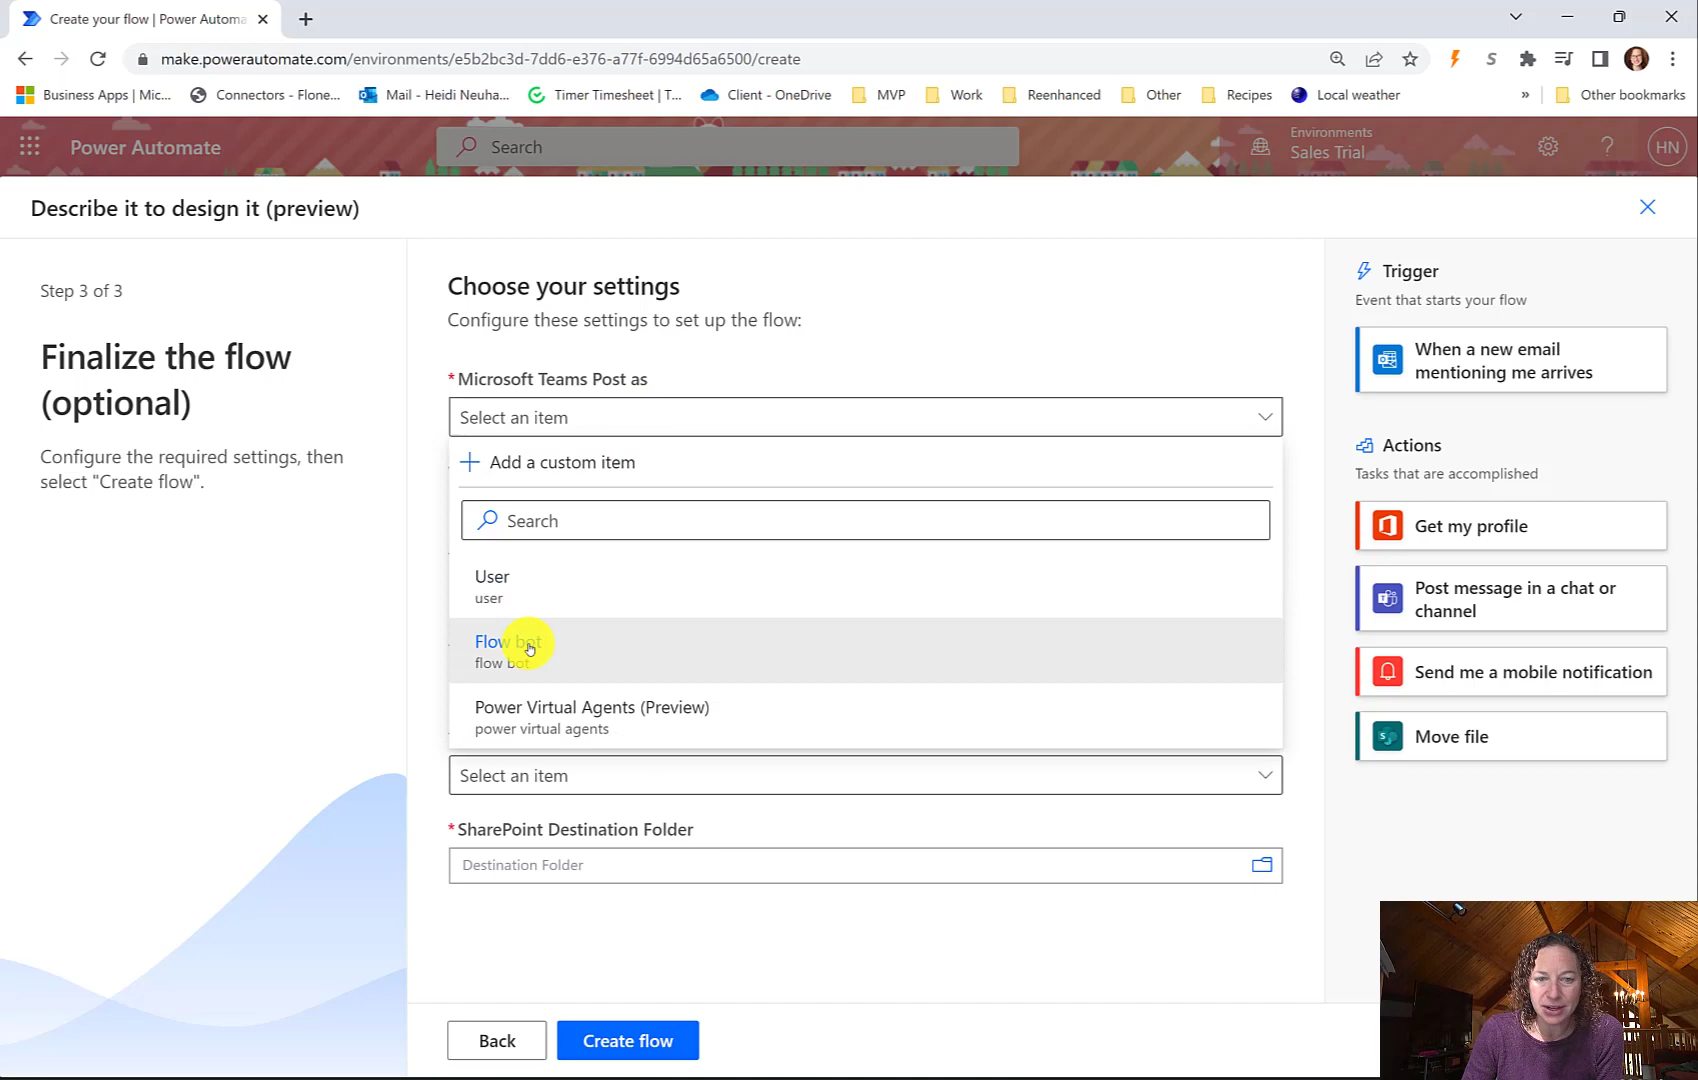 Create your flow | Power Automa
make.powerautomate.com/environments/e5b2bc3d-7dd6-e376-a77f-6994d65a6500/create
S
Business Apps | Mic...
Connectors - Flone...
Mail - Heidi Neuha...
Timer Timesheet | T...
Client - OneDrive
MVP
Work
Reenhanced
Other
Recipes
Local weather
»
Other bookmarks
Power Automate
Search
Environments
Sales Trial
?
HN
Describe it to design it (preview)
Step 3 of 3
Finalize the flow
(optional)
Configure the required settings, then
select "Create flow".
Choose your settings
Configure these settings to set up the flow:
* Microsoft Teams Post as
Select an item
Add a custom item
Search
User
user
Flow bot
flow bot
Power Virtual Agents (Preview)
power virtual agents
Select an item
* SharePoint Destination Folder
Destination Folder
Back
Create flow
Trigger
Event that starts your flow
When a new email
mentioning me arrives
Actions
Tasks that are accomplished
Get my profile
Post message in a chat or
channel
Send me a mobile notification
Move file